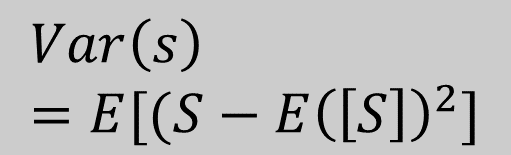 Var(s)
= E[(S − E([S])²]